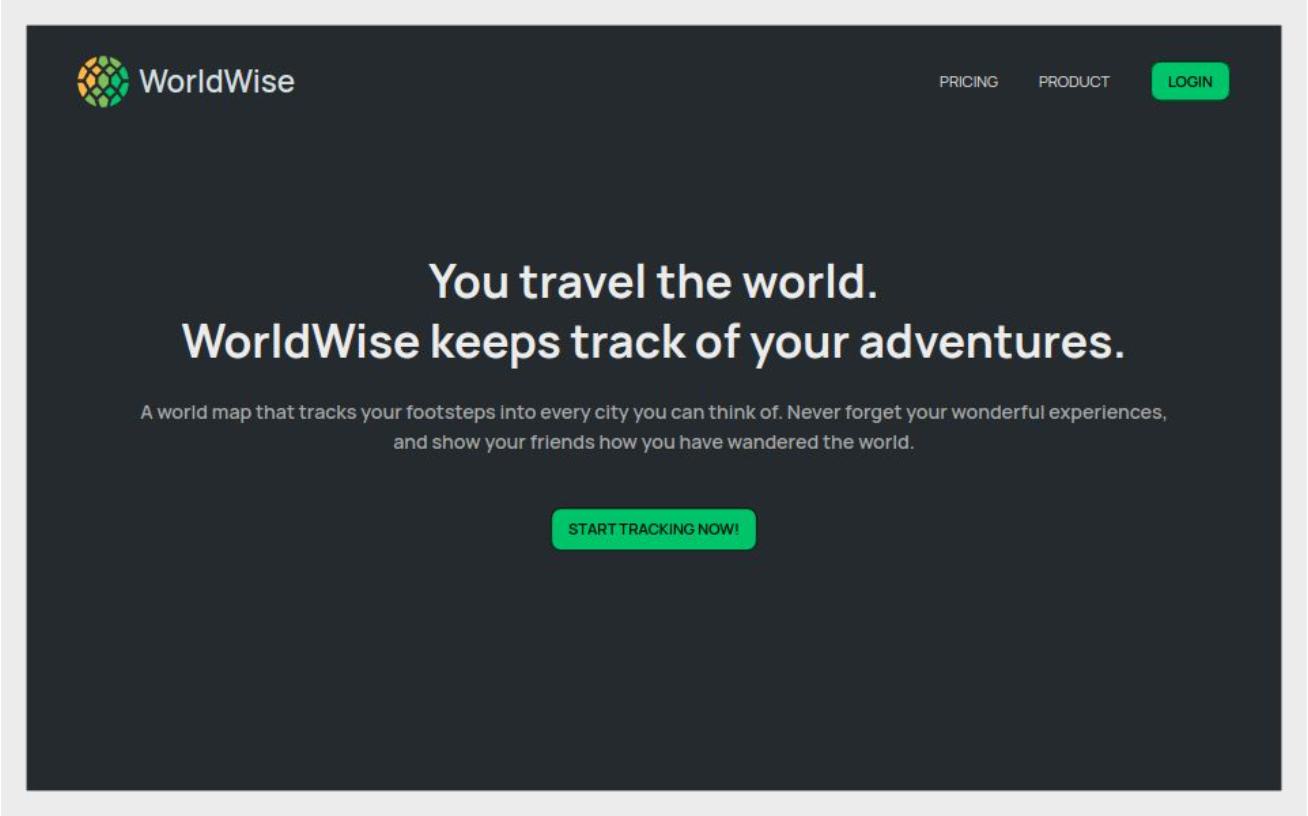 WorldWise
PRICING
PRODUCT
LOGIN
You travel the world.
WorldWise keeps track of your adventures.
A world map that tracks your footsteps into every city you can think of. Never forget your wonderful experiences,
and show your friends how you have wandered the world.
START TRACKING NOW!